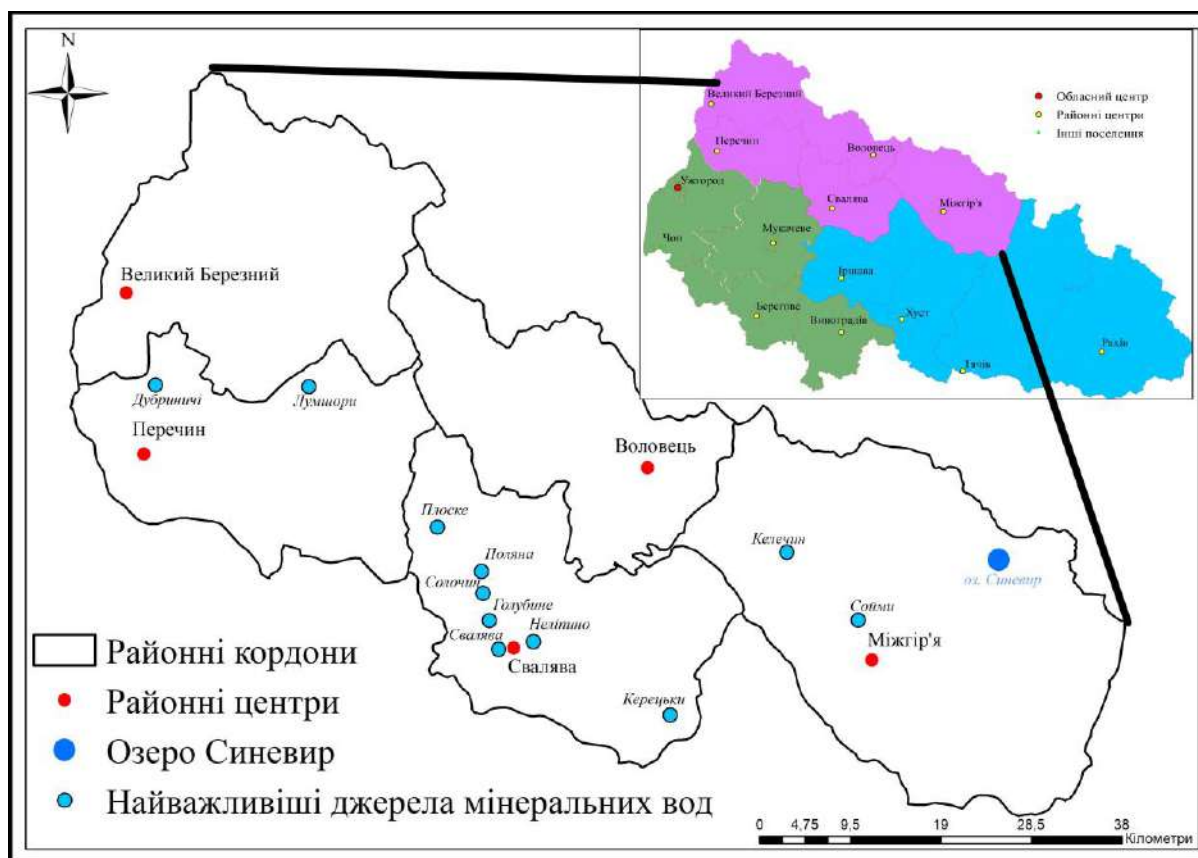 N
Великий Березний
Перечин
Воловець
Ужгород
Свалява
Міжгір'я
Чоп
Мукачеве
Іршава
Берегове
Виноградів
Хуст
Тячів
Рахів
Обласний центр
Районні центри
Інші поселення
Великий Березний
Дубриничі
Лумшори
Перечин
Воловець
Плоске
Келечин
Поляна
оз. Синевир
Солочин
Голубине
Сойми
Неліпино
Свалява
Міжгір'я
Свалява
Керецьки
Районні кордони
Районні центри
Озеро Синевир
Найважливіші джерела мінеральних вод
0 4,75 9,5 19 28,5 38
Кілометри